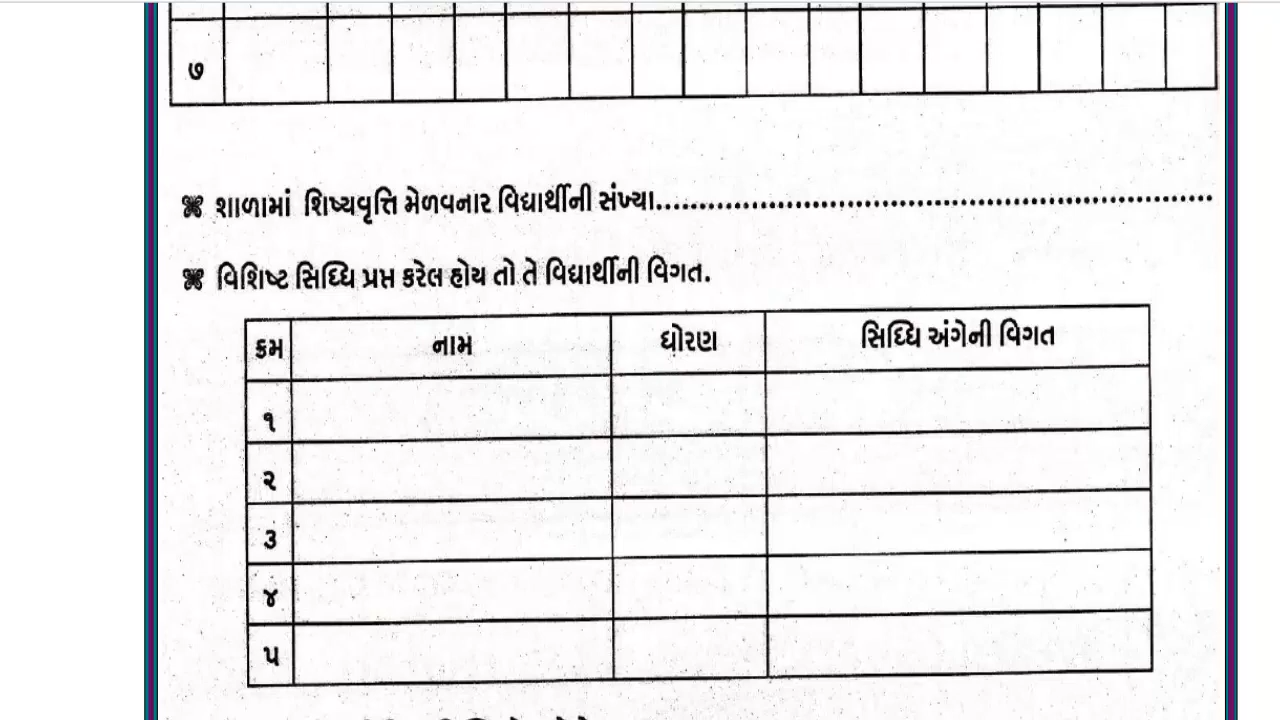 ૭
શાળામાં શિષ્યવૃત્તિ મેળવનાર વિદ્યાર્થીની સંખ્યા........................................................................
વિશિષ્ટ સિધ્ધિ પ્રપ્ત કરેલ હોય તો તે વિદ્યાર્થીની વિગત.
ક્રમ નામ ધોરણ સિધ્ધિ અંગેની વિગત
૧
૨
૩
૪
૫